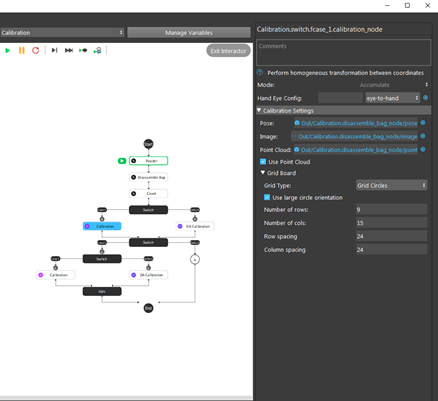 Calibration
Manage Variables
Exit Interactor
Start
Disassemble Bag
Count
Switch
Calibration
DA Calibration
Switch
Switch
Calibration
DA Calibration
End
Calibration.switch.fcase_1.calibration_node
Comments
Perform homogeneous transformation between coordinates
Mode: Accumulate
Hand Eye Config: eye-to-hand
Calibration Settings
Pose: Out/Calibration.disassemble_bag_node/pose
Image: Out/Calibration.disassemble_bag_node/image
Point Cloud: Out/Calibration.disassemble_bag_node/point
Use Point Cloud
Grid Board
Grid Type: Grid Circles
Use large circle orientation
Number of rows: 9
Number of cols: 15
Row spacing 24
Column spacing 24